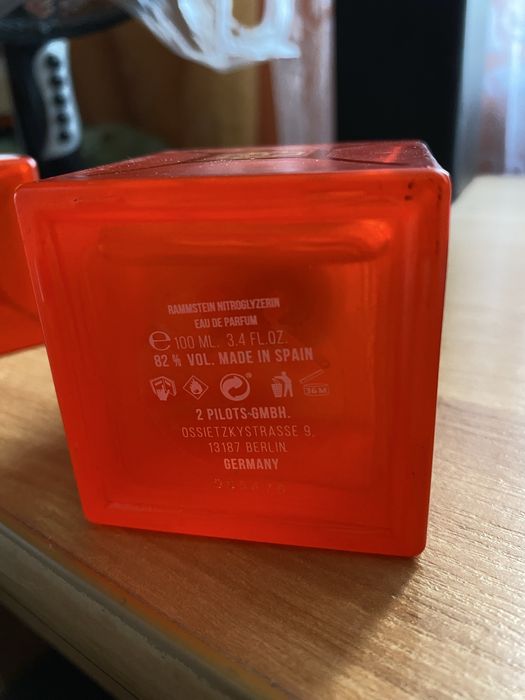 RAMMSTEIN NITROGLYZERIN
EAU DE PARFUM
℮ 100 ML. 3.4 FL.OZ.
82 % VOL. MADE IN SPAIN
36M
2 PILOTS-GMBH.
OSSIETZKYSTRASSE 9,
13187 BERLIN.
GERMANY